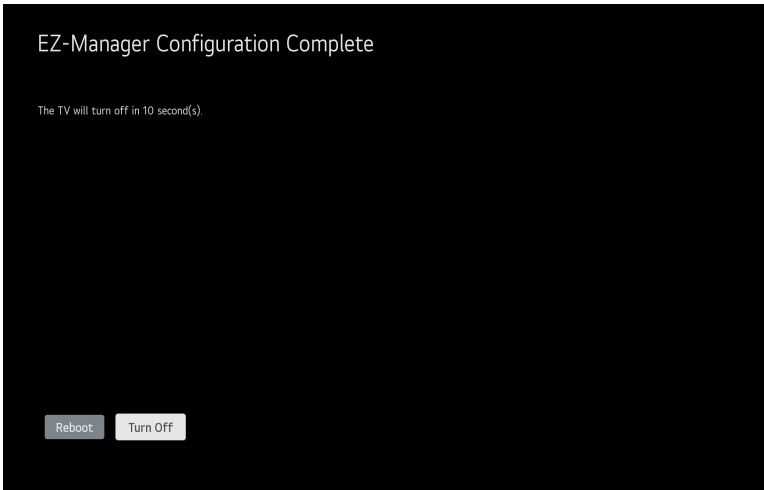 EZ-Manager Configuration Complete
The TV will turn off in 10 second(s).
Reboot
Turn Off